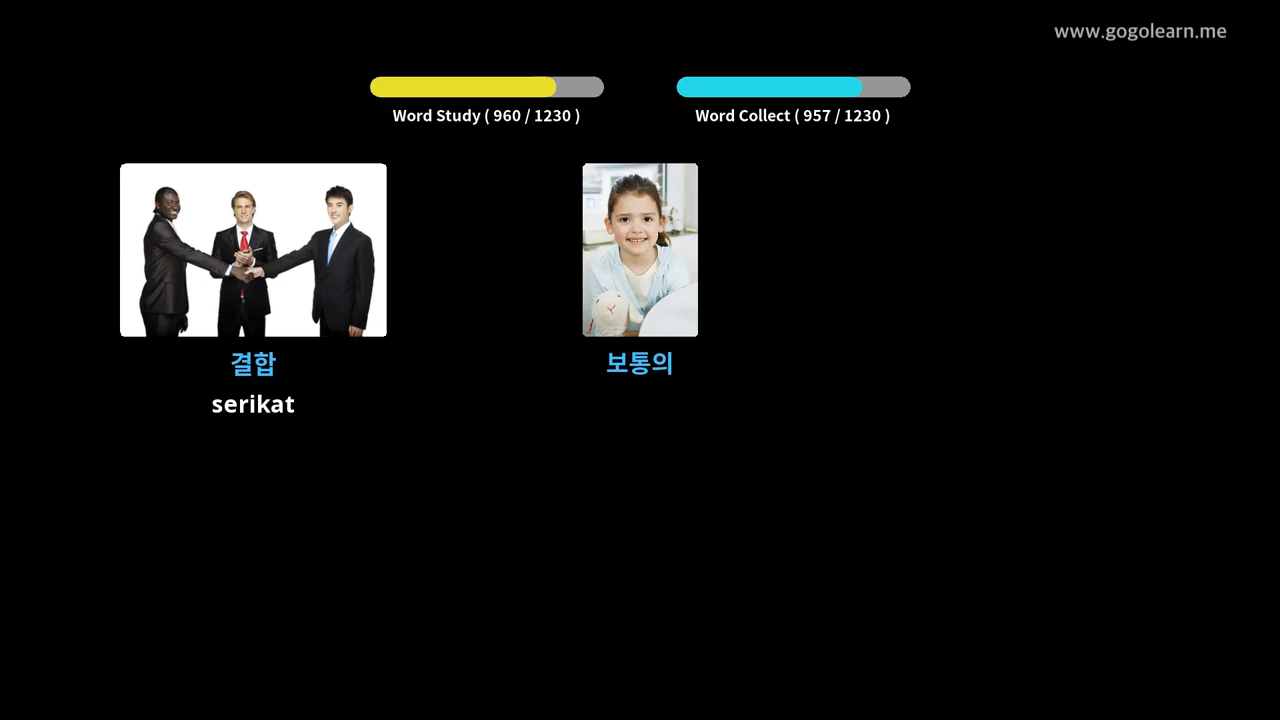 www.gogolearn.me
Word Study ( 960 / 1230 )
Word Collect ( 957 / 1230 )
결합
serikat
보통의